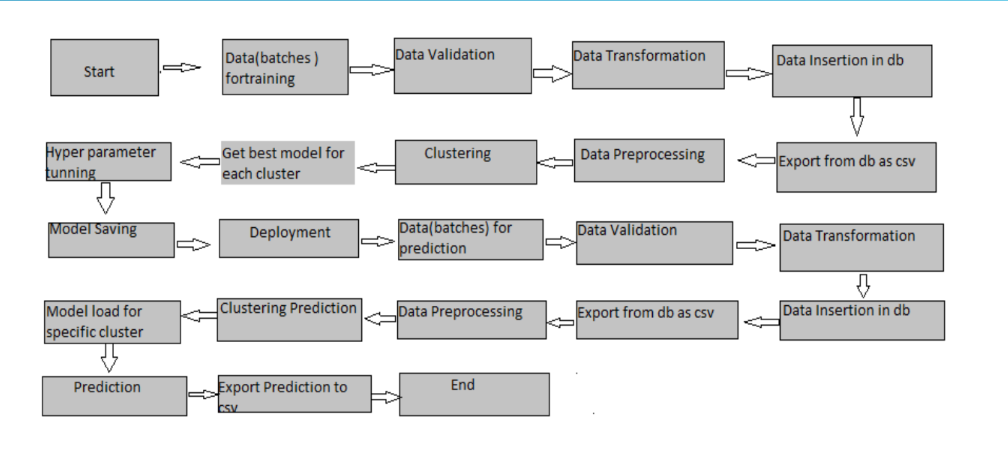 Start
Data(batches )
fortraining
Data Validation
Data Transformation
Data Insertion in db
Export from db as csv
Data Preprocessing
Clustering
Get best model for
each cluster
Hyper parameter
tunning
Model Saving
Deployment
Data(batches) for
prediction
Data Validation
Data Transformation
Data Insertion in db
Export from db as csv
Data Preprocessing
Clustering Prediction
Model load for
specific cluster
Prediction
Export Prediction to
csv
End